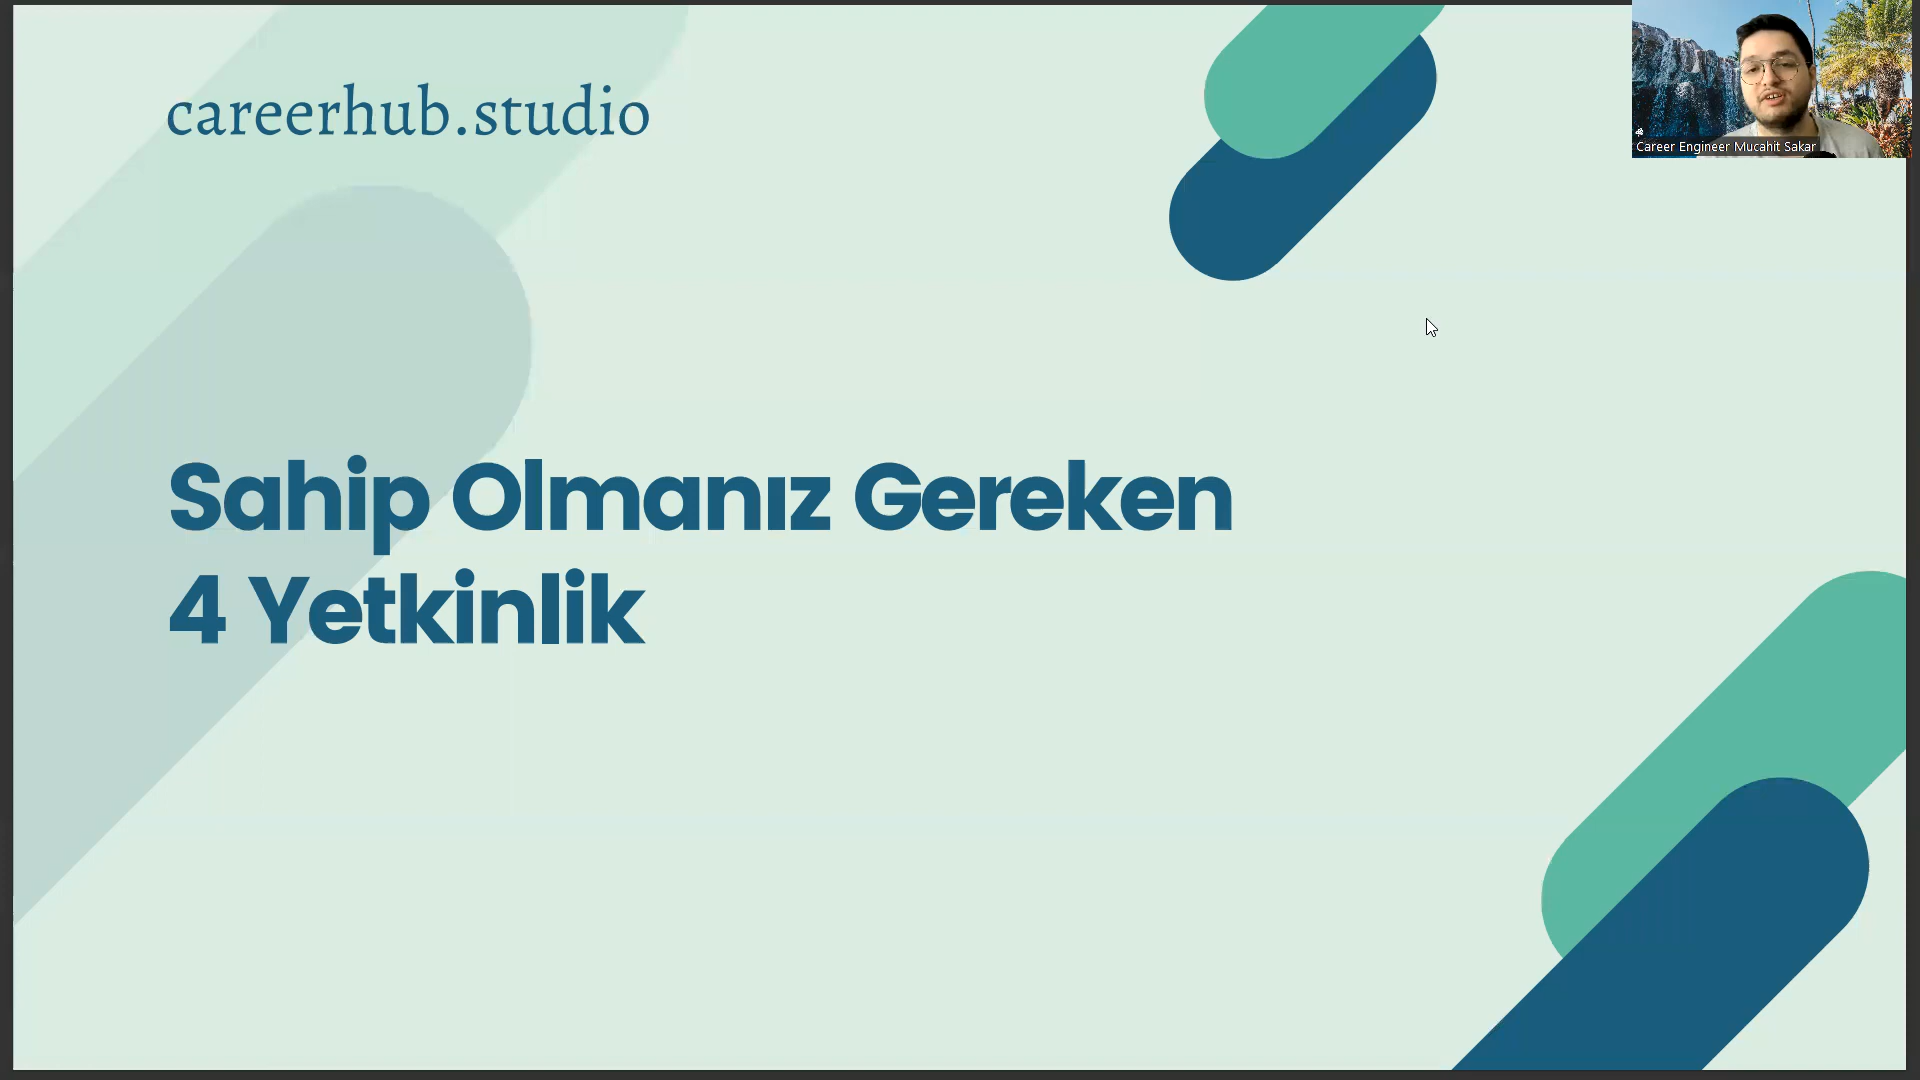 careerhub.studio
Career Engineer Mucahit Sakar
Sahip Olmanız Gereken
4 Yetkinlik